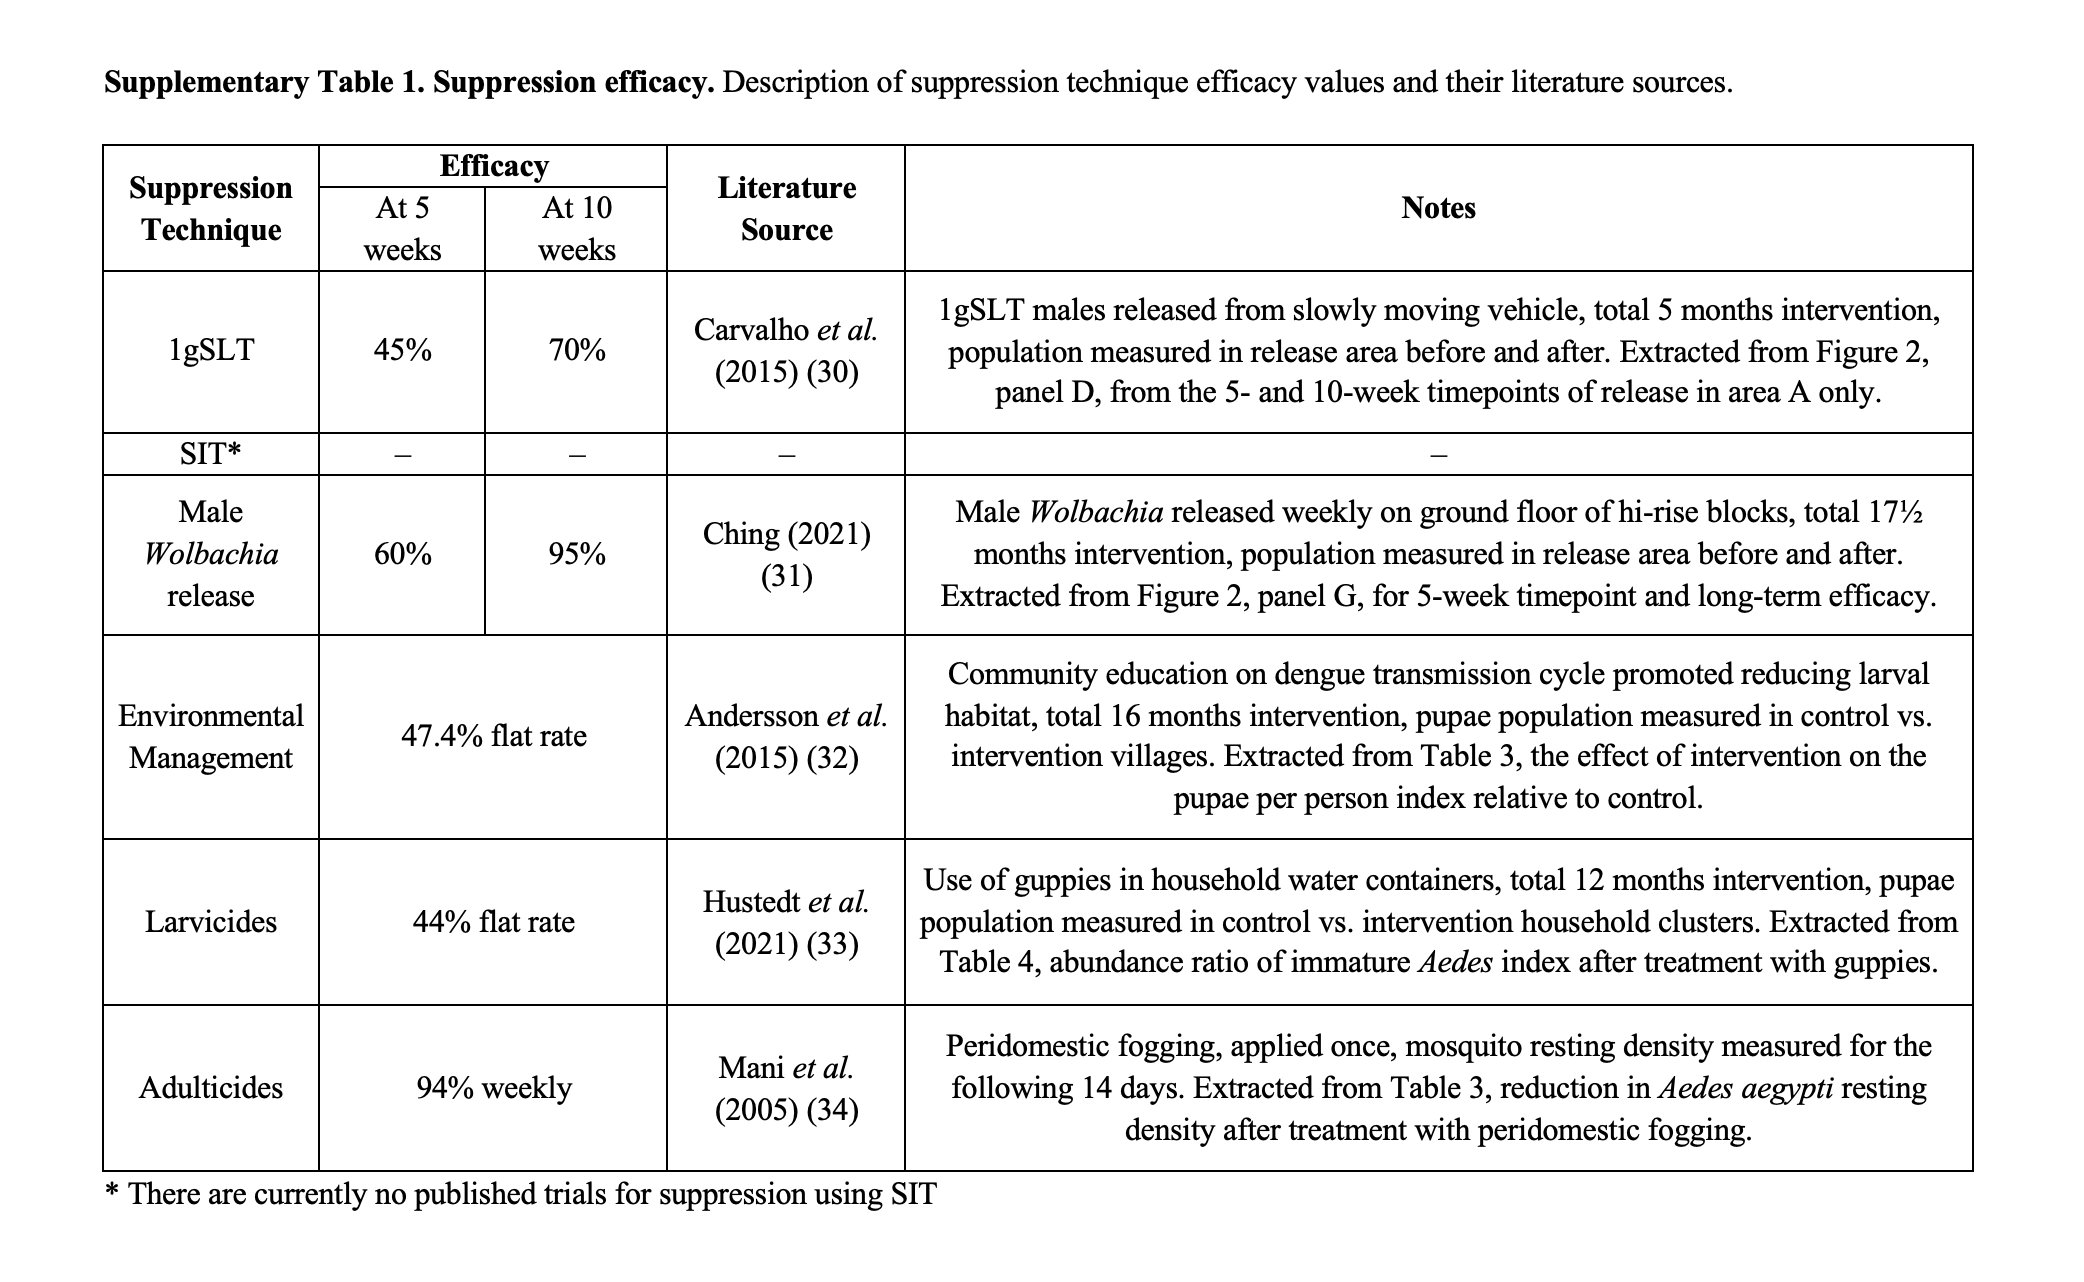 Supplementary Table 1. Suppression efficacy. Description of suppression technique efficacy values and their literature sources.
Suppression
Technique
Efficacy
At 5
weeks
At 10
weeks
Literature
Source
Notes
1gSLT
45%
70%
Carvalho et al.
(2015) (30)
1gSLT males released from slowly moving vehicle, total 5 months intervention,
population measured in release area before and after. Extracted from Figure 2,
panel D, from the 5- and 10-week timepoints of release in area A only.
SIT*
–
–
–
–
Male
Wolbachia
release
60%
95%
Ching (2021)
(31)
Male Wolbachia released weekly on ground floor of hi-rise blocks, total 17½
months intervention, population measured in release area before and after.
Extracted from Figure 2, panel G, for 5-week timepoint and long-term efficacy.
Environmental
Management
47.4% flat rate
Andersson et al.
(2015) (32)
Community education on dengue transmission cycle promoted reducing larval
habitat, total 16 months intervention, pupae population measured in control vs.
intervention villages. Extracted from Table 3, the effect of intervention on the
pupae per person index relative to control.
Larvicides
44% flat rate
Hustedt et al.
(2021) (33)
Use of guppies in household water containers, total 12 months intervention, pupae
population measured in control vs. intervention household clusters. Extracted from
Table 4, abundance ratio of immature Aedes index after treatment with guppies.
Adulticides
94% weekly
Mani et al.
(2005) (34)
Peridomestic fogging, applied once, mosquito resting density measured for the
following 14 days. Extracted from Table 3, reduction in Aedes aegypti resting
density after treatment with peridomestic fogging.
* There are currently no published trials for suppression using SIT